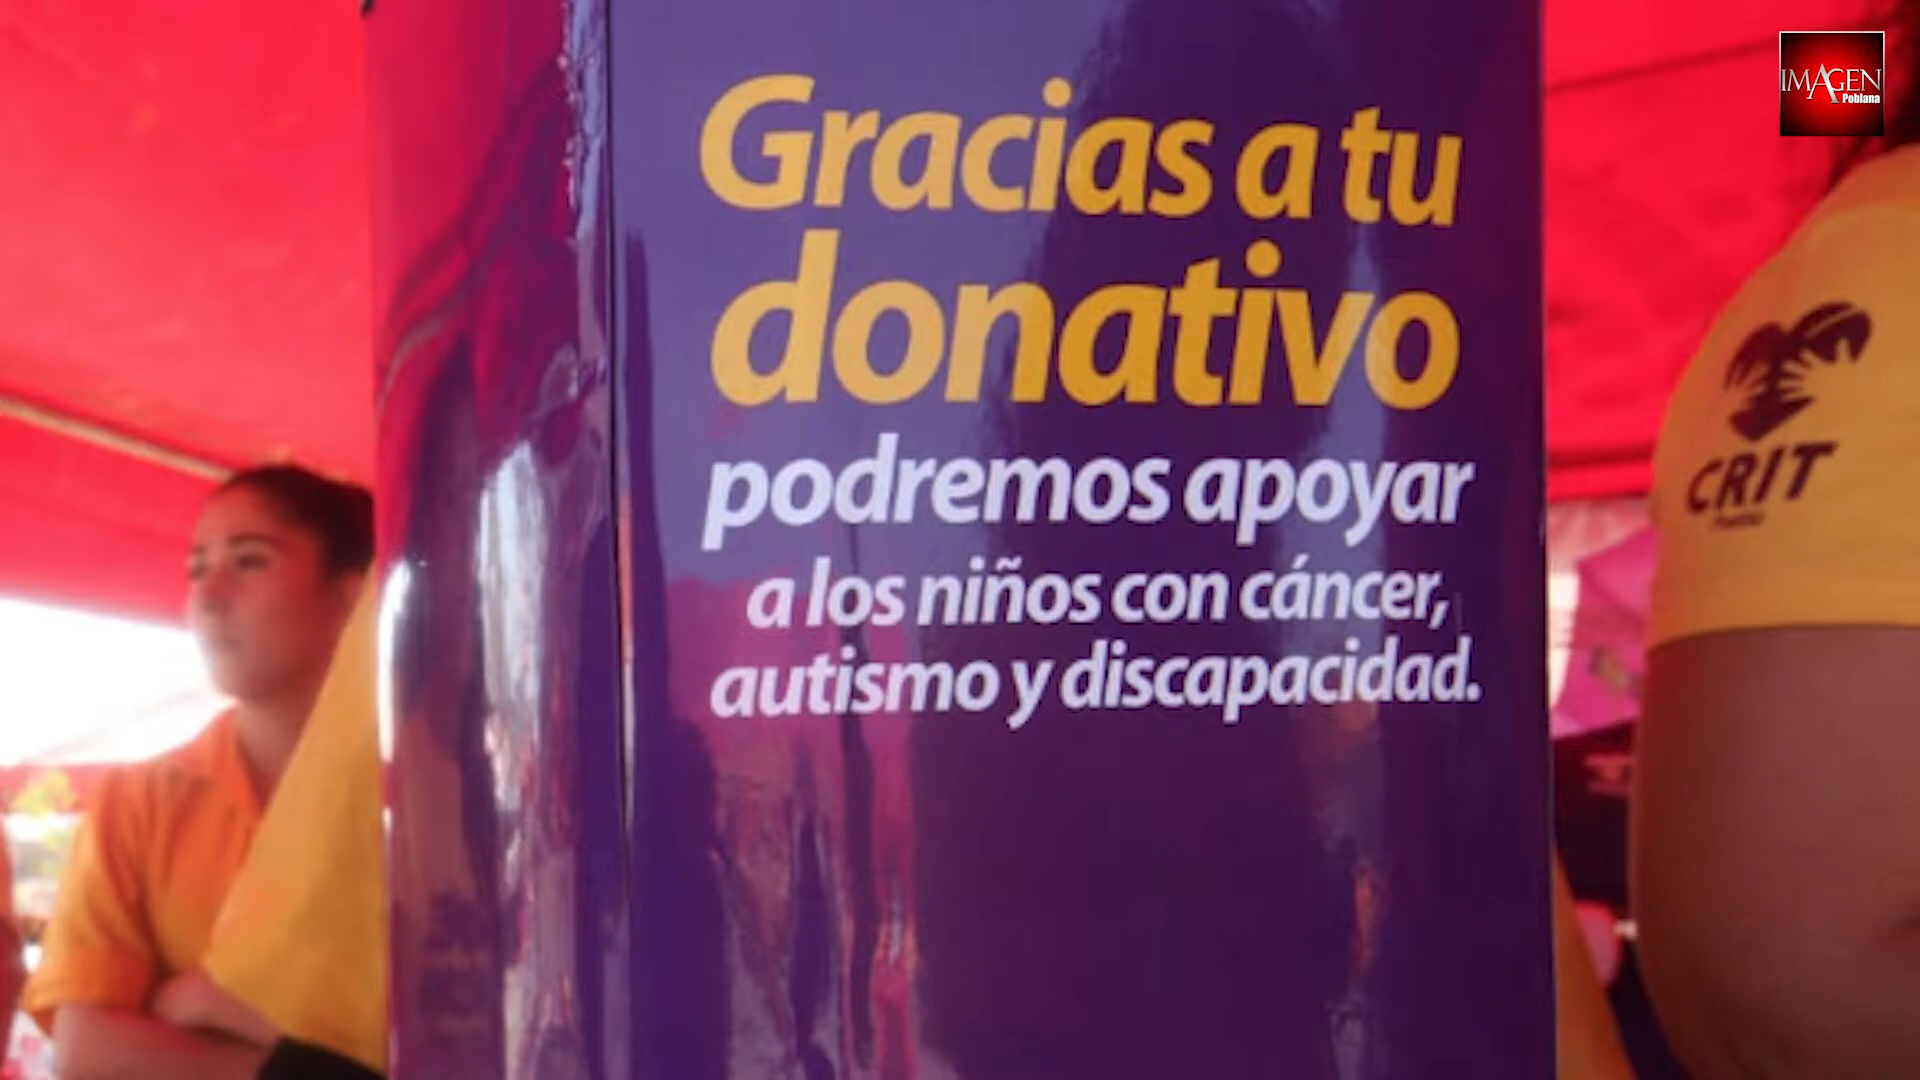 IMAGEN
Poblana
Gracias a tu
donativo
podremos apoyar
a los niños con cáncer,
autismo y discapacidad.
CRIT